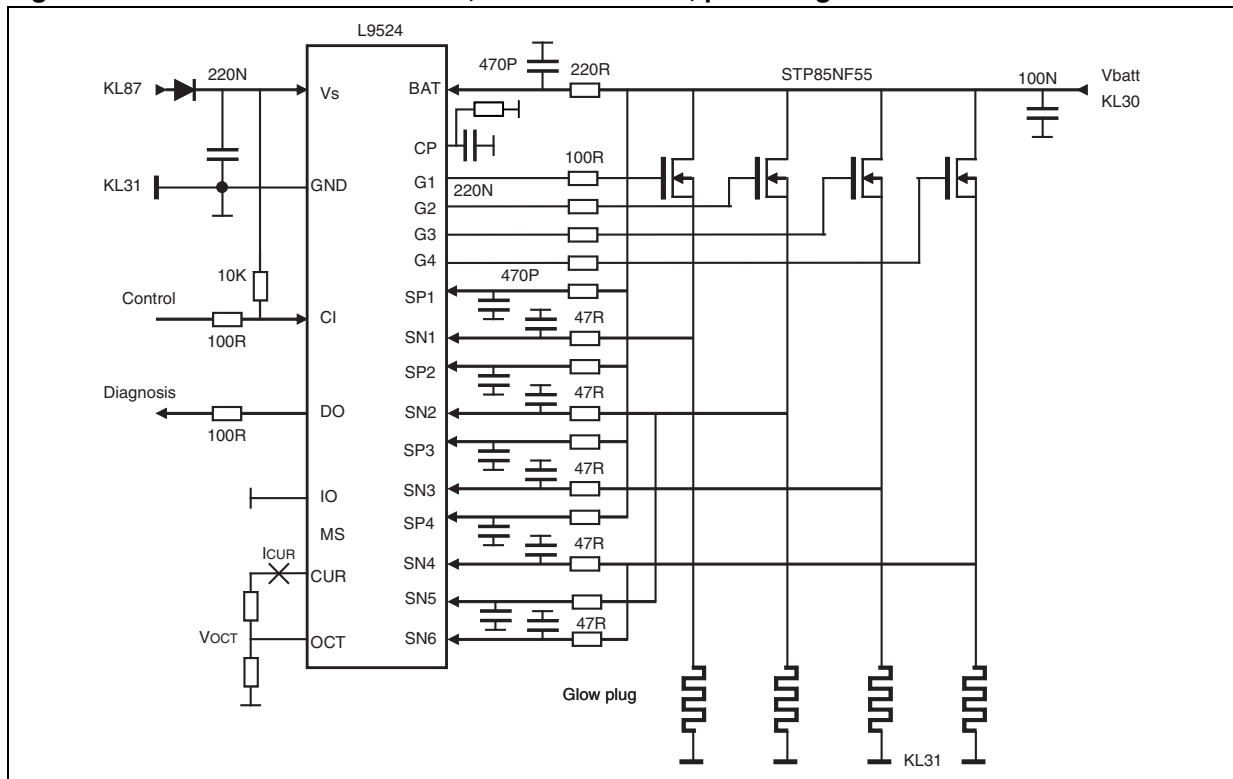 L9524
KL87
220N
Vs
BAT
470P
220R
STP85NF55
100N
Vbatt
KL30
CP
220N
KL31
GND
G1
100R
G2
G3
G4
10K
Control
100R
CI
SP1
470P
SN1
47R
SP2
Diagnosis
100R
DO
SN2
47R
SP3
SN3
47R
IO
SP4
MS
SN4
47R
ICUR
CUR
SN5
VOCT
OCT
SN6
47R
Glow plug
KL31